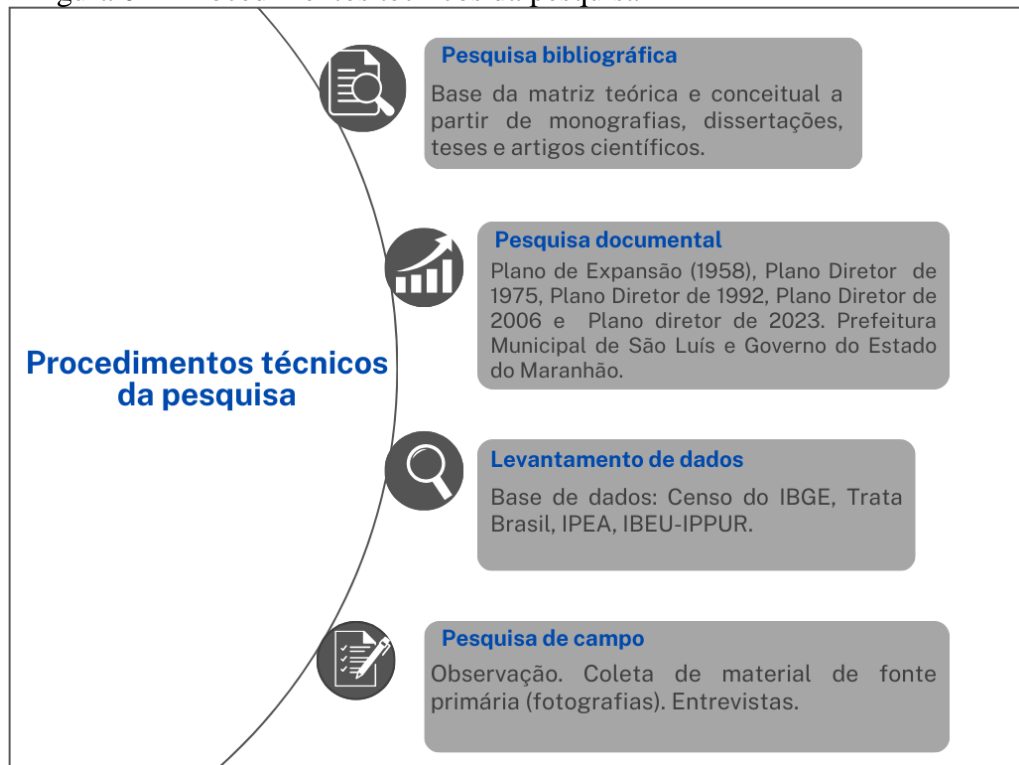 Procedimentos técnicos da pesquisa
Pesquisa bibliográfica
Base da matriz teórica e conceitual a
partir de monografias, dissertações,
teses e artigos científicos.
Pesquisa documental
Plano de Expansão (1958), Plano Diretor de
1975, Plano Diretor de 1992, Plano Diretor de
2006 e Plano diretor de 2023. Prefeitura
Municipal de São Luís e Governo do Estado
do Maranhão.
Procedimentos técnicos
da pesquisa
Levantamento de dados
Base de dados: Censo do IBGE, Trata
Brasil, IPEA, IBEU-IPPUR.
Pesquisa de campo
Observação. Coleta de material de fonte
primária (fotografias). Entrevistas.